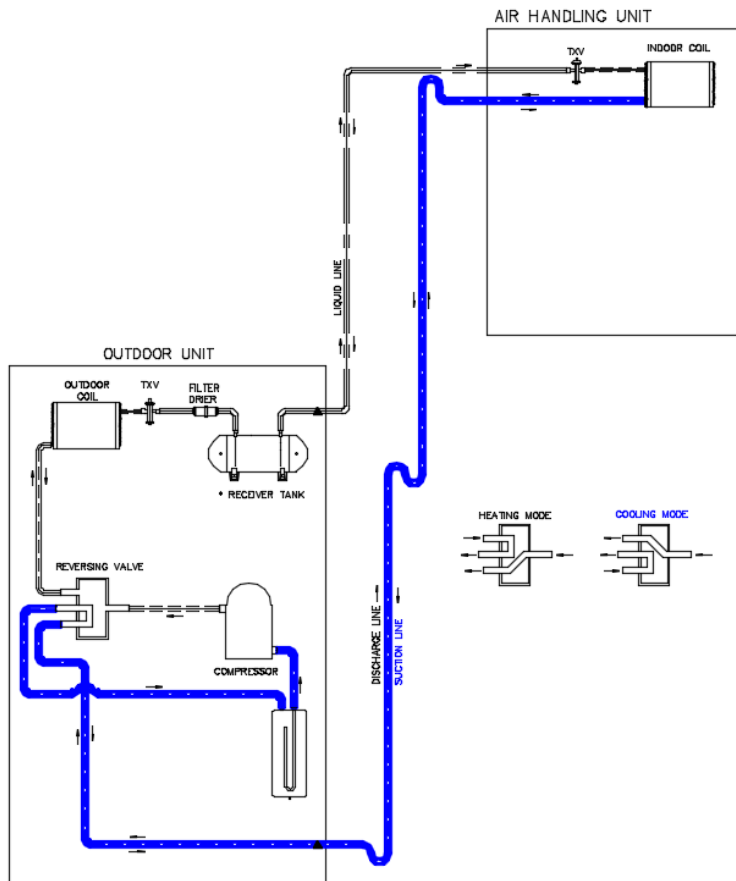 AIR HANDLING UNIT
TXV
INDOOR COIL
LIQUID LINE
OUTDOOR UNIT
OUTDOOR
COIL
TXV
FILTER
DRIER
* RECIVER TANK
HEATING MODE
COOLING MODE
REVERSING VALVE
COMPRESSOR
DISCHARGE LINE
SUCTION LINE